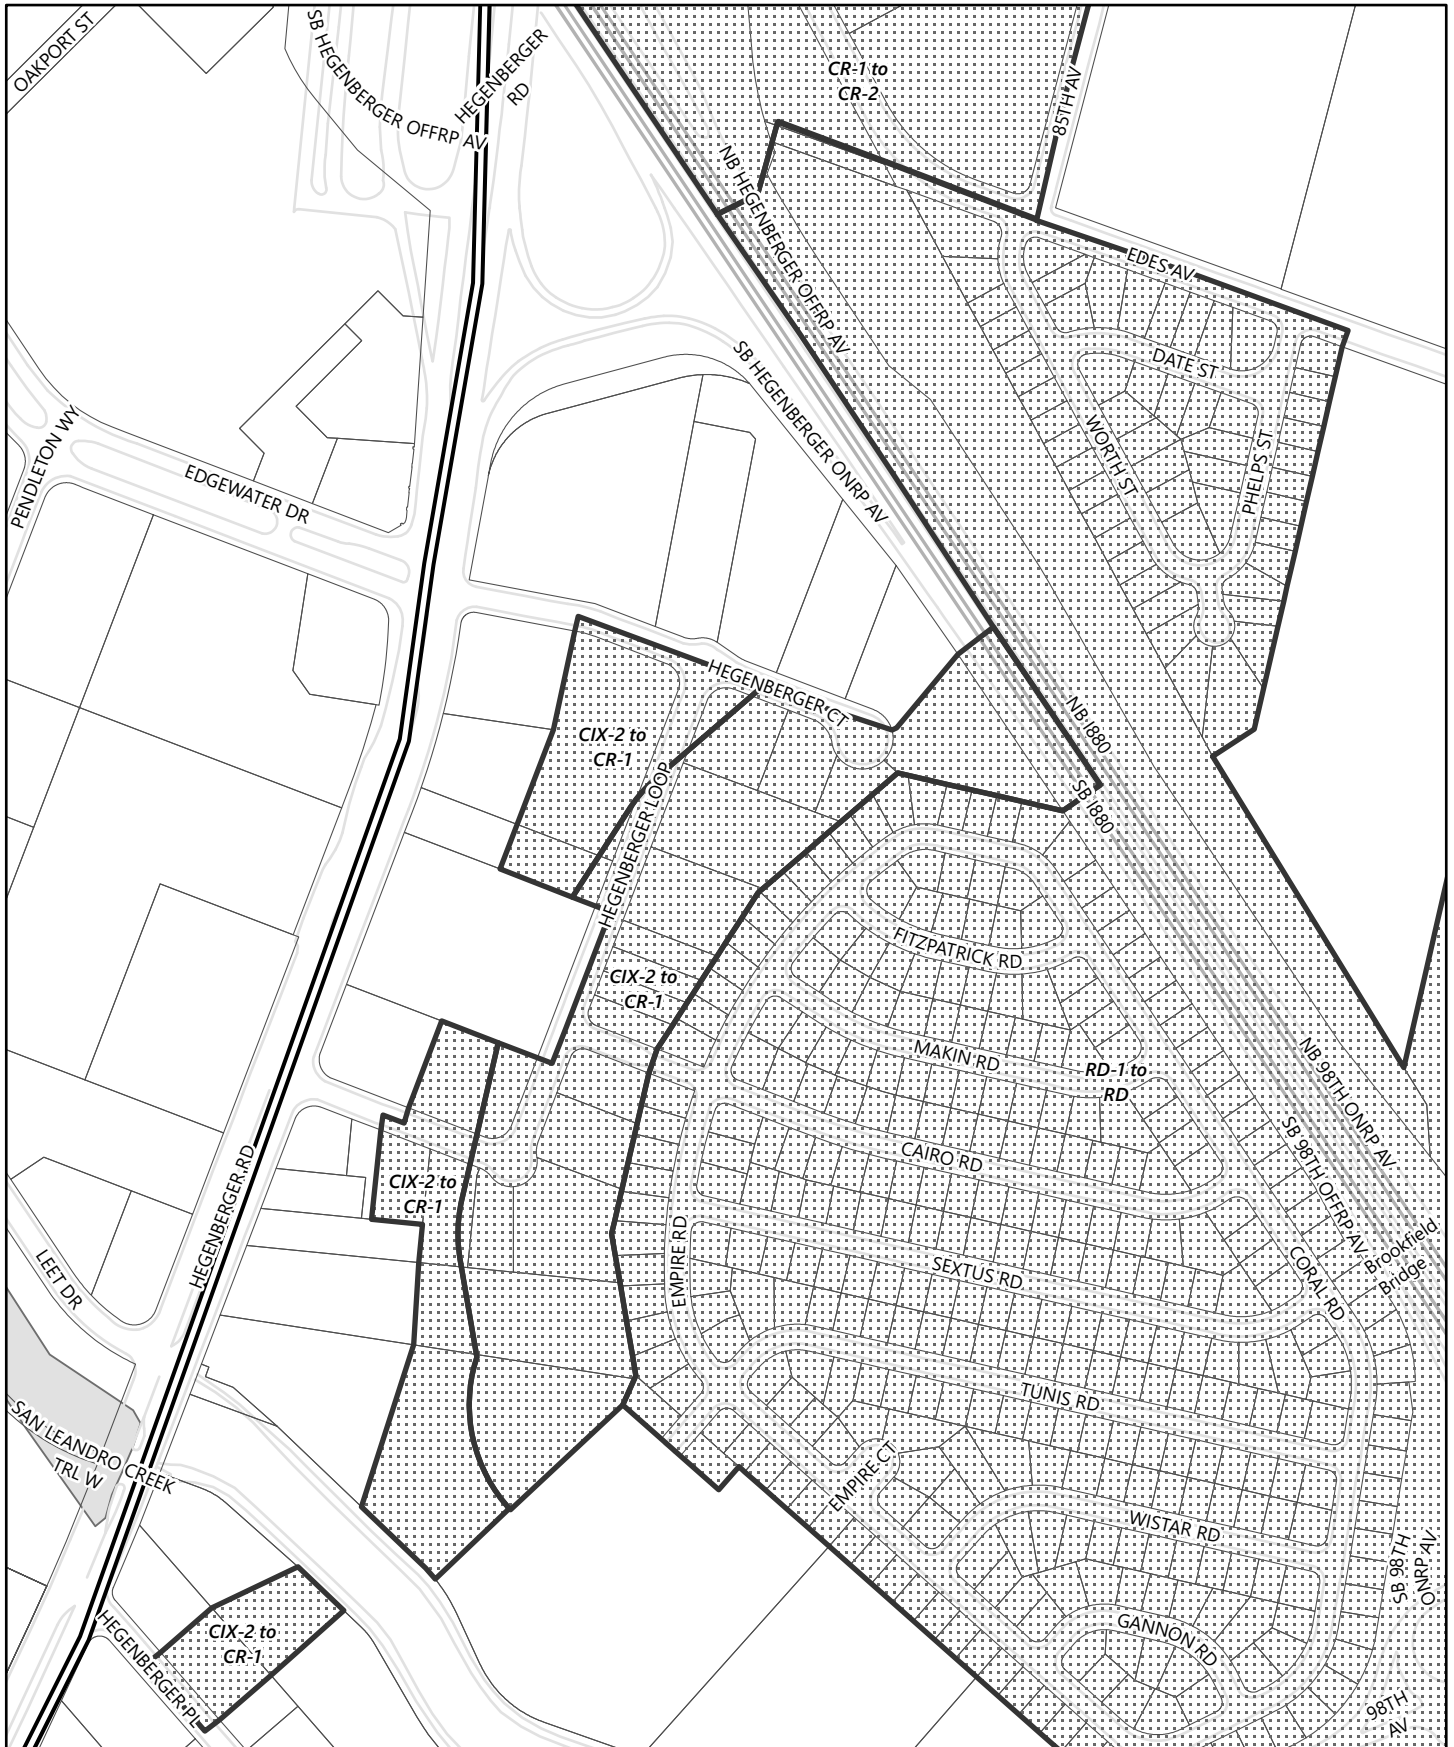 OAKPORT ST
SB HEGENBERGER OFFRP AV
HEGENBERGER
RD
CR-1 to
CR-2
85TH AV
NB HEGENBERGER OFFRP AV
EDES AV
DATE ST
WORTH ST
PHELPS ST
SB HEGENBERGER ONRP AV
PENDLETON WY
EDGEWATER DR
HEGENBERGER CT
NB I880
SB I880
CIX-2 to
CR-1
HEGENBERGER LOOP
FITZPATRICK RD
CIX-2 to
CR-1
MAKIN RD
RD-1 to
RD
NB 98TH ONRP AV
SB 98TH OFFRP AV
CAIRO RD
CIX-2 to
CR-1
HEGENBERGER RD
EMPIRE RD
SEXTUS RD
CORAL RD
Brookfield
Bridge
LEET DR
TUNIS RD
SAN LEANDRO CREEK
TRL W
EMPIRE CT
WISTAR RD
SB 98TH
ONRP AV
GANNON RD
CIX-2 to
CR-1
HEGENBERGER PL
98TH
AV